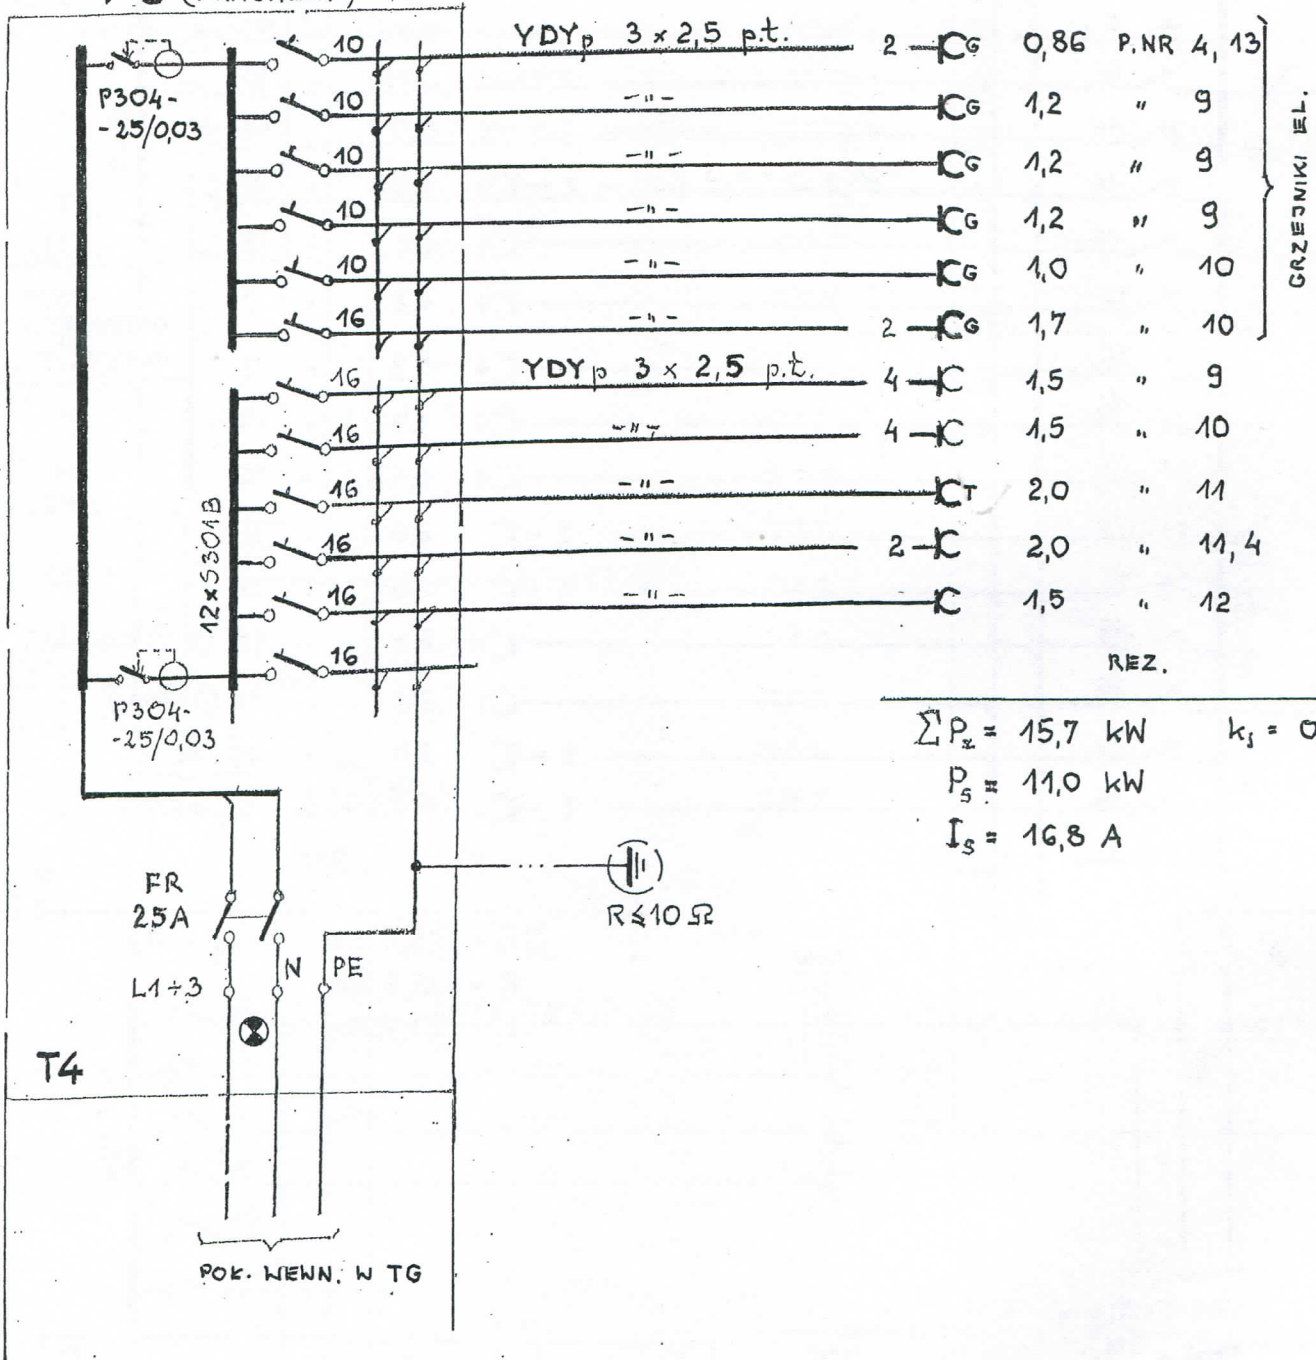 10 YDYp 3 x 2,5 p.t. 2 G 0,86 P.NR 4, 13
P304-
-25/0,03
10 -"- G 1,2 " 9
10 -"- G 1,2 " 9
10 -"- G 1,2 " 9
10 -"- G 1,0 " 10
16 -"- 2 G 1,7 " 10
GRZEJNIKI EL.
16 YDYp 3 x 2,5 p.t. 4 1,5 " 9
16 -"- 4 1,5 " 10
16 -"- T 2,0 " 11
16 -"- 2 2,0 " 11, 4
16 -"- 1,5 " 12
16 REZ.
12xS301B
P304-
-25/0,03
ΣPz = 15,7 kW ks = 0
Ps = 11,0 kW
Is = 16,8 A
FR
25A
R≤10Ω
L1÷3 N PE
T4
POK. WEWN. W TG